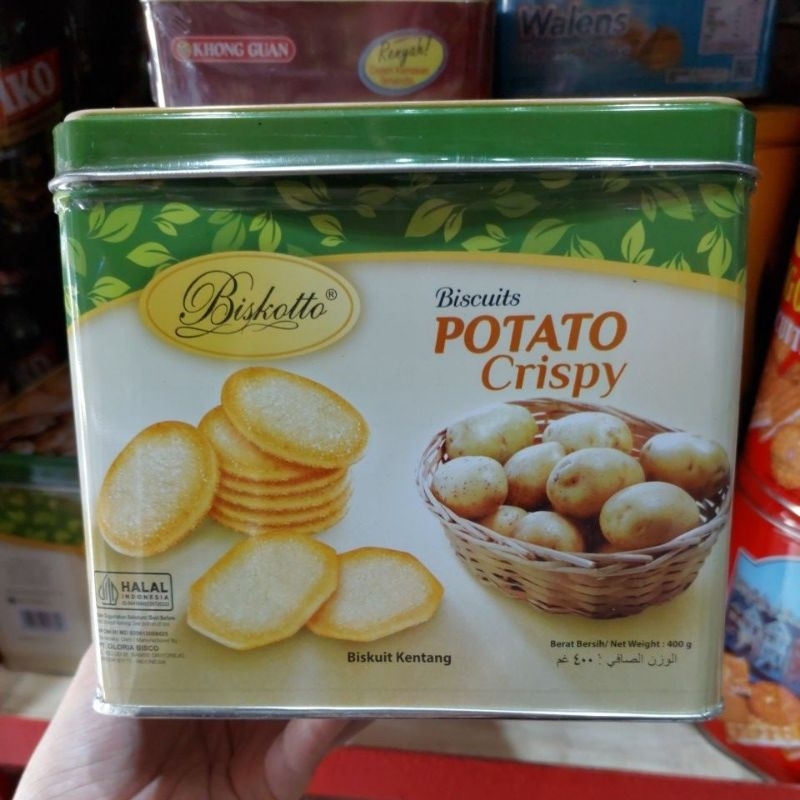 KHONG GUAN
Renyah!
Walens
Biskotto®
Biscuits
POTATO
Crispy
HALAL
INDONESIA
Biskuit Kentang
Berat Bersih/ Net Weight : 400 g
الوزن الصافي : ٤٠٠ غم